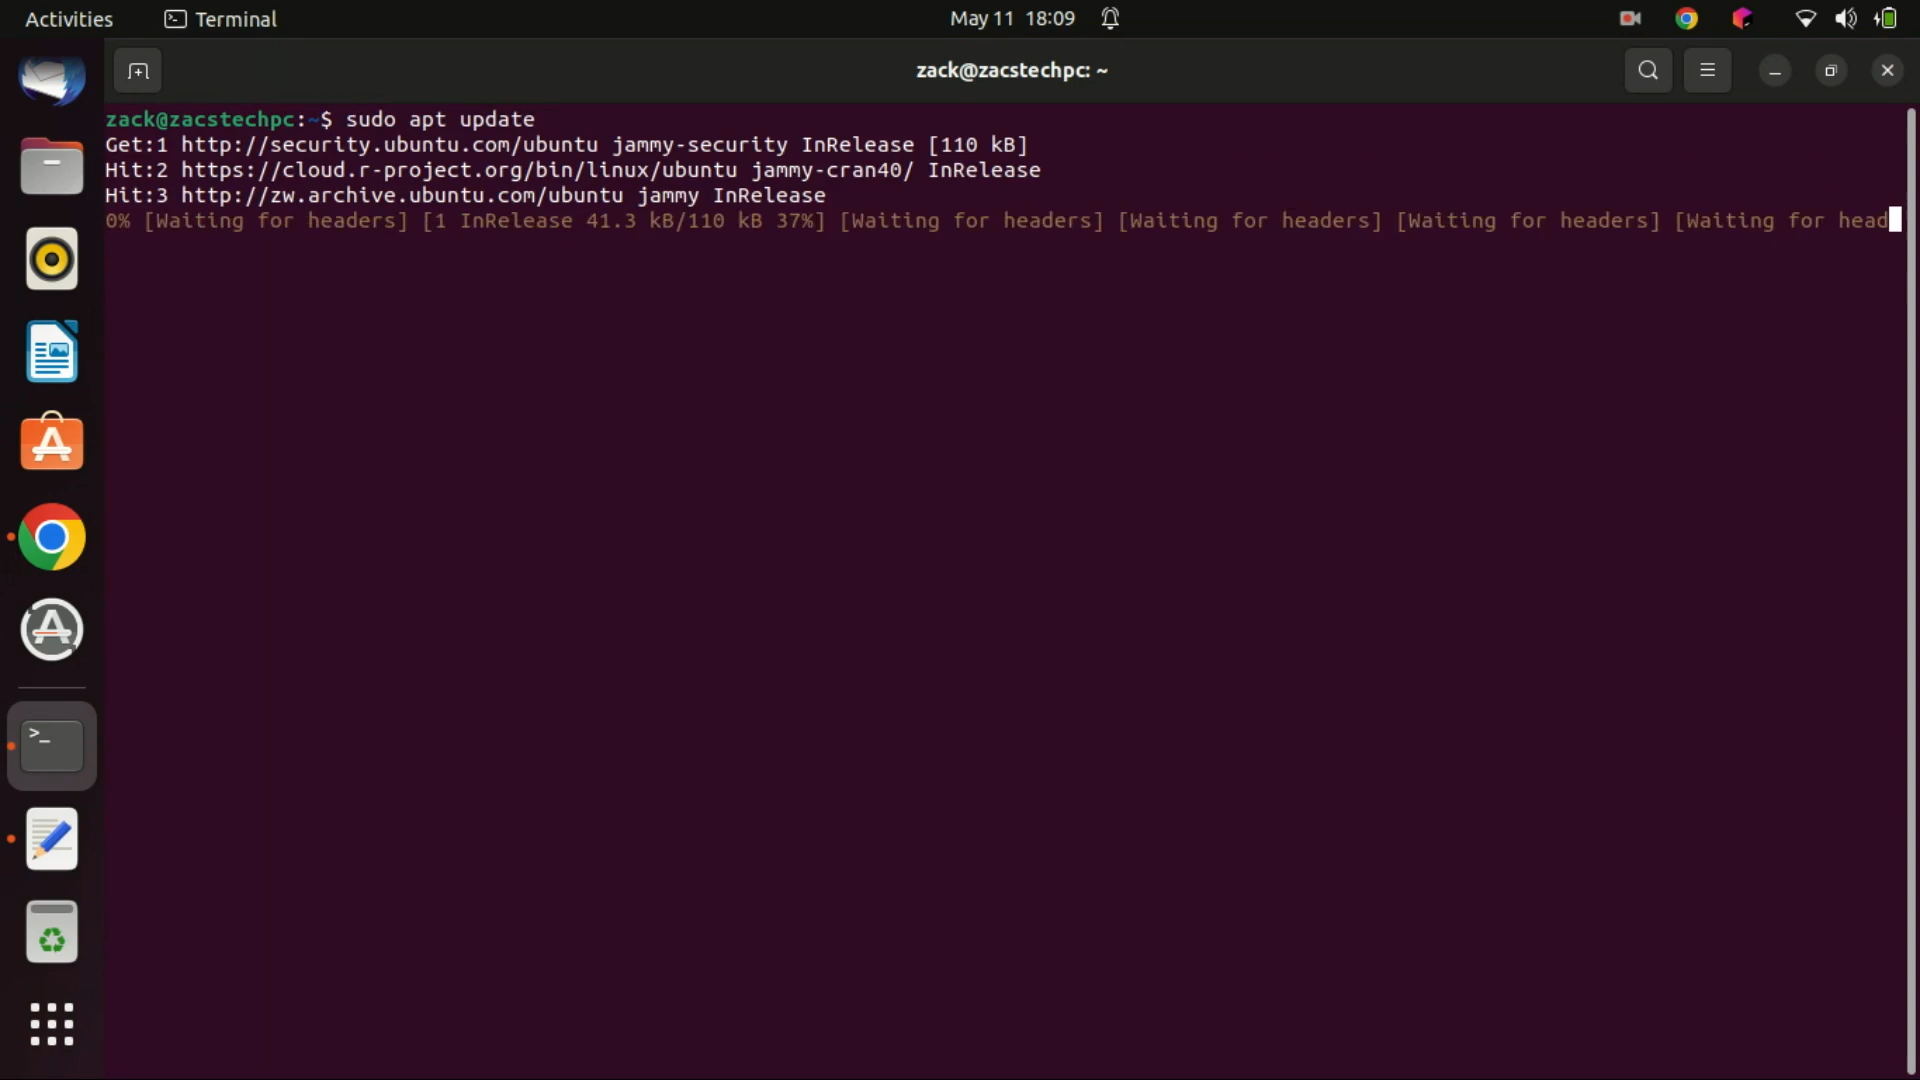 Activities
Terminal
May 11 18:09
zack@zacstechpc: ~
zack@zacstechpc:~$ sudo apt update
Get:1 http://security.ubuntu.com/ubuntu jammy-security InRelease [110 kB]
Hit:2 https://cloud.r-project.org/bin/linux/ubuntu jammy-cran40/ InRelease
Hit:3 http://zw.archive.ubuntu.com/ubuntu jammy InRelease
0% [Waiting for headers] [1 InRelease 41.3 kB/110 kB 37%] [Waiting for headers] [Waiting for headers] [Waiting for headers] [Waiting for head